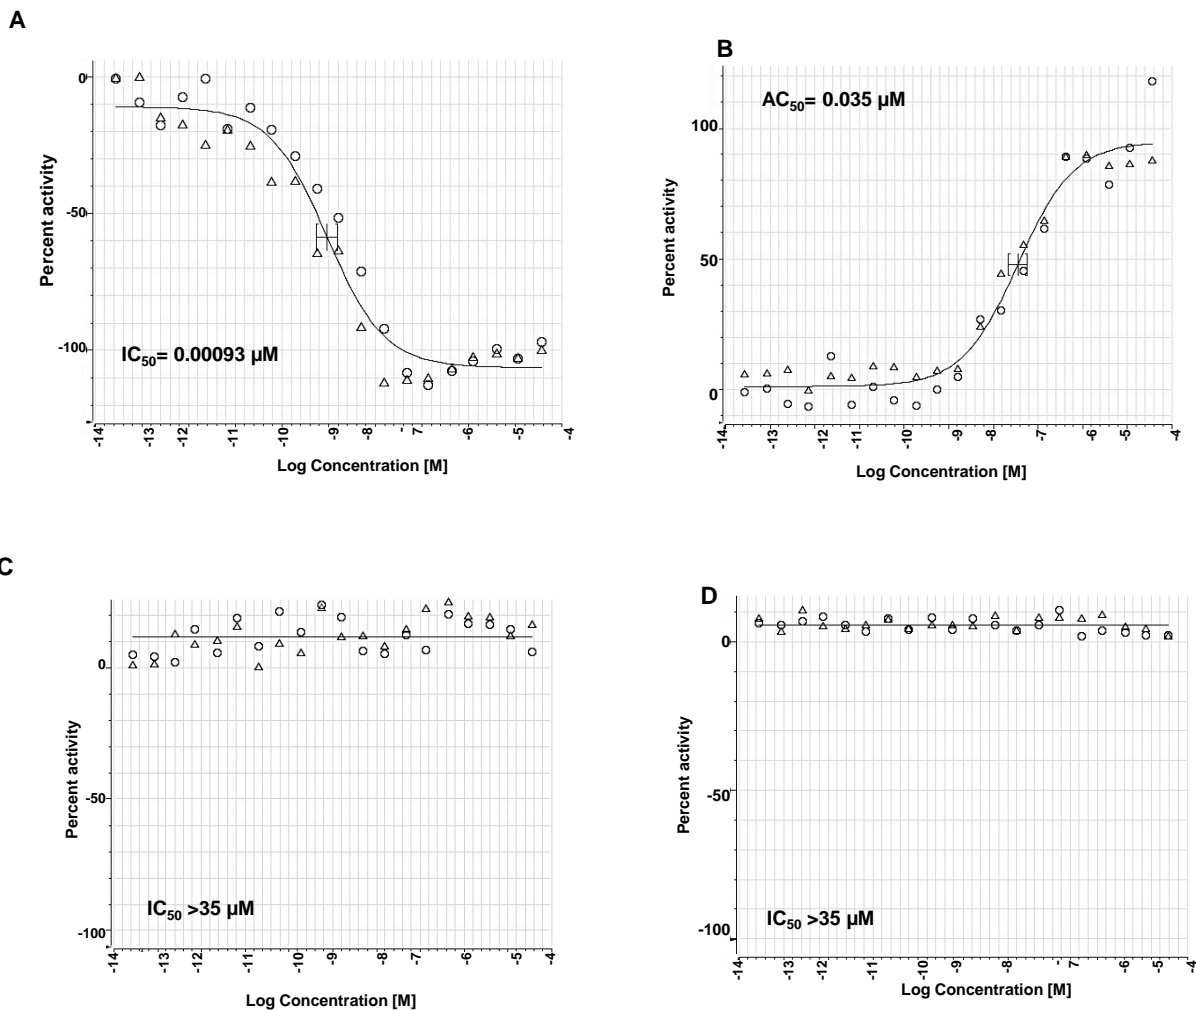 A
0
-50
-100
Percent activity
IC50= 0.00093 µM
-14 -13 -12 -11 -10 -9 -8 - -7 -6 -5 -4
Log Concentration [M]
B
AC50= 0.035 µM
100
50
0
Percent activity
-14 -13 -12 -11 -10 -9 -8 -7 -6 -5 -4
Log Concentration [M]
C
0
-50
-100
Percent activity
IC50 >35 µM
-14 -13 -12 -11 -10 -9 -8 -7 -6 -5 -4
Log Concentration [M]
D
0
-50
-100
Percent activity
IC50 >35 µM
-14 -13 -12 -11 -10 -9 -8 -7 -6 -5 -4
Log Concentration [M]